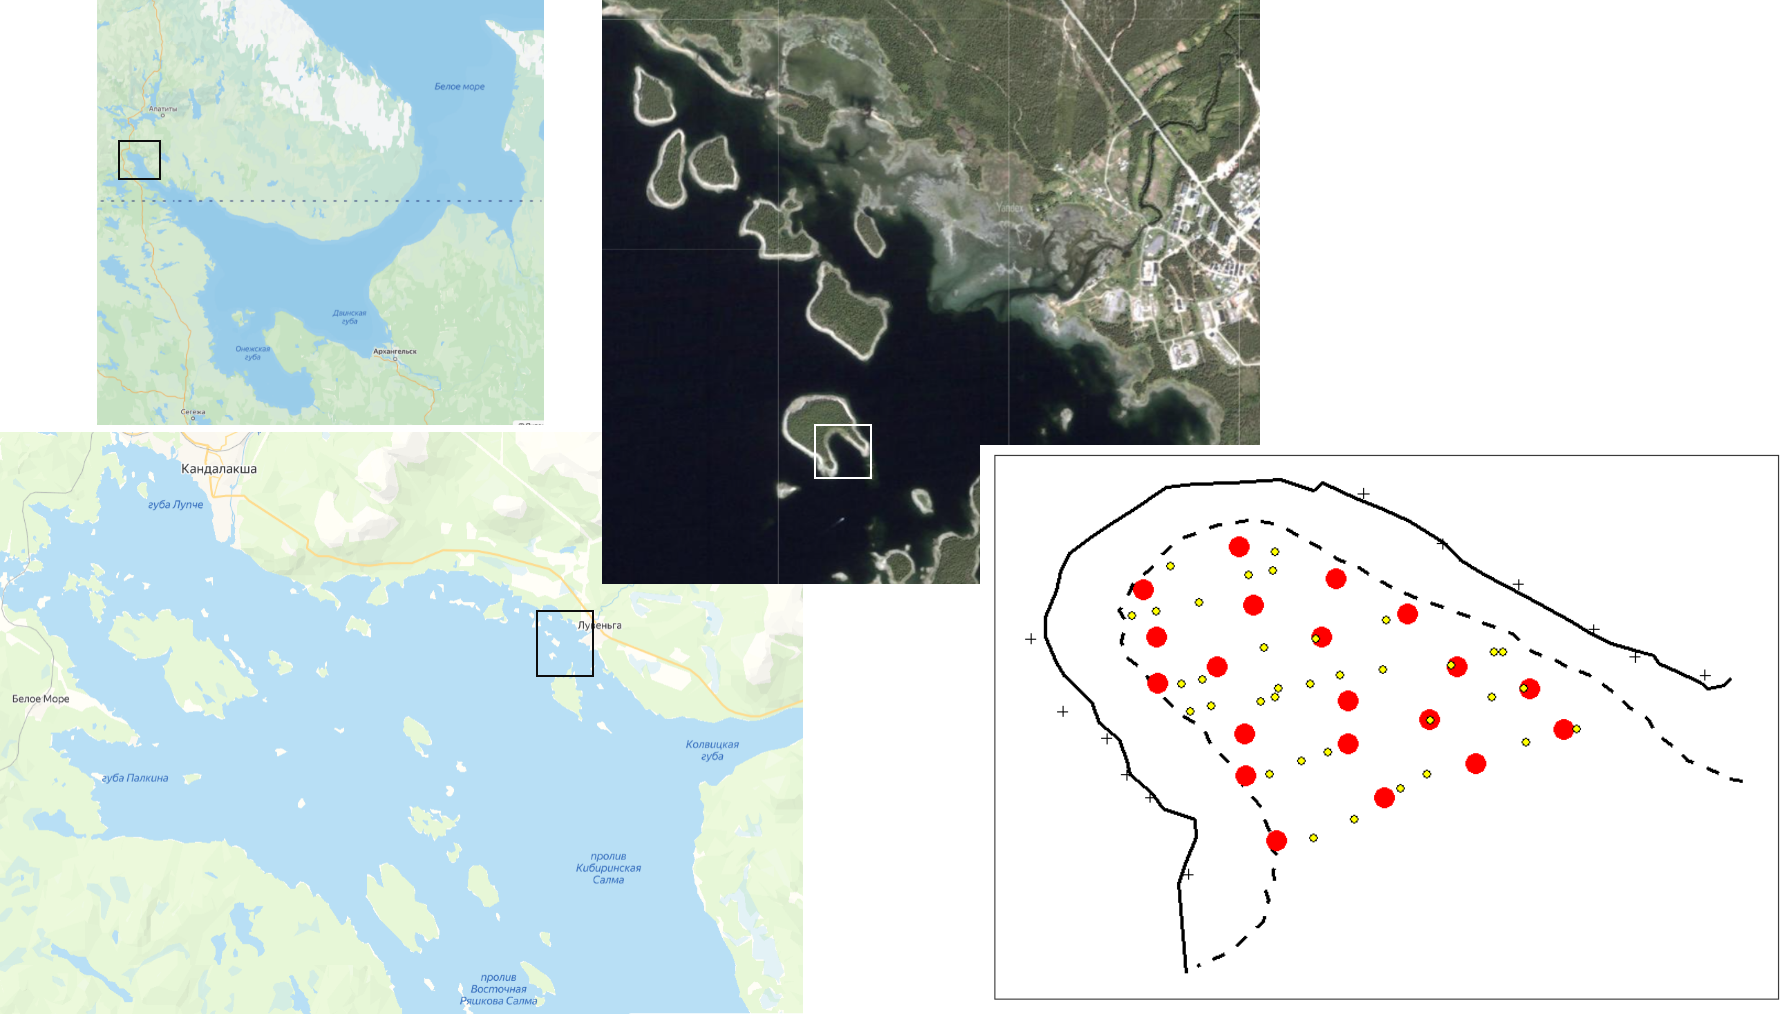 Белое море
Апатиты
Двинская
губа
Онежская
губа
Архангельск
Сегежа
Yandex
Кандалакша
губа Лупче
Лувеньга
Белое Море
Колвицкая
губа
губа Палкина
пролив
Кибиринская
Салма
пролив
Восточная
Ряшкова Салма